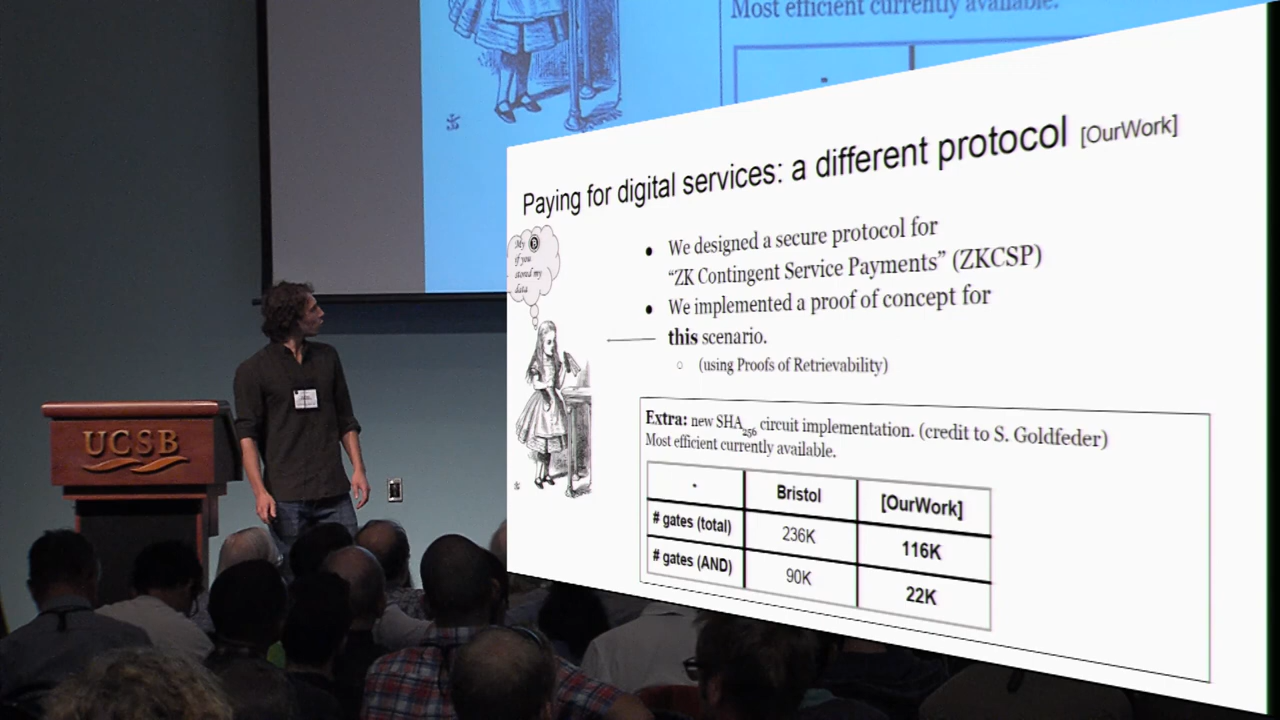 Most efficient currently available.
-
Paying for digital services: a different protocol [OurWork]
My
if you
stored my
data
• We designed a secure protocol for
“ZK Contingent Service Payments” (ZKCSP)
• We implemented a proof of concept for
this scenario.
○ (using Proofs of Retrievability)
Extra: new SHA256 circuit implementation. (credit to S. Goldfeder)
Most efficient currently available.
- Bristol [OurWork]
# gates (total) 236K 116K
# gates (AND) 90K 22K
UCSB